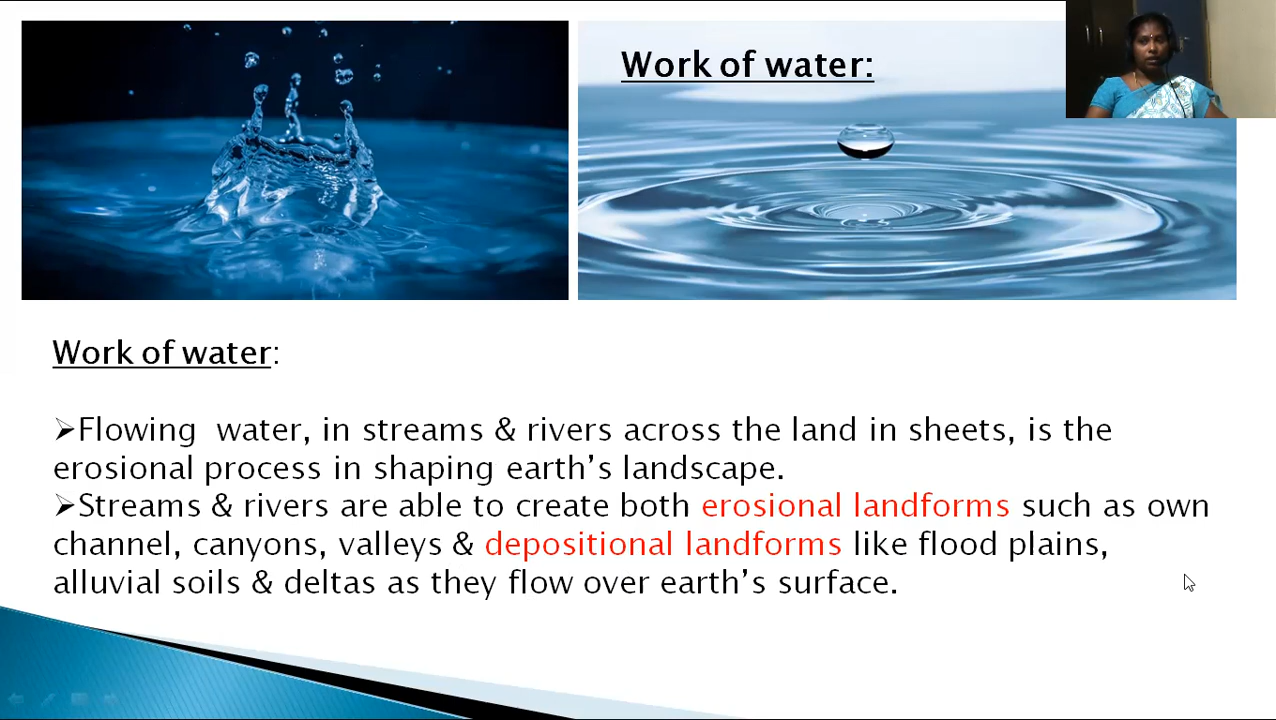 Work of water:
Work of water:
➢Flowing water, in streams & rivers across the land in sheets, is the
erosional process in shaping earth’s landscape.
➢Streams & rivers are able to create both erosional landforms such as own
channel, canyons, valleys & depositional landforms like flood plains,
alluvial soils & deltas as they flow over earth’s surface.